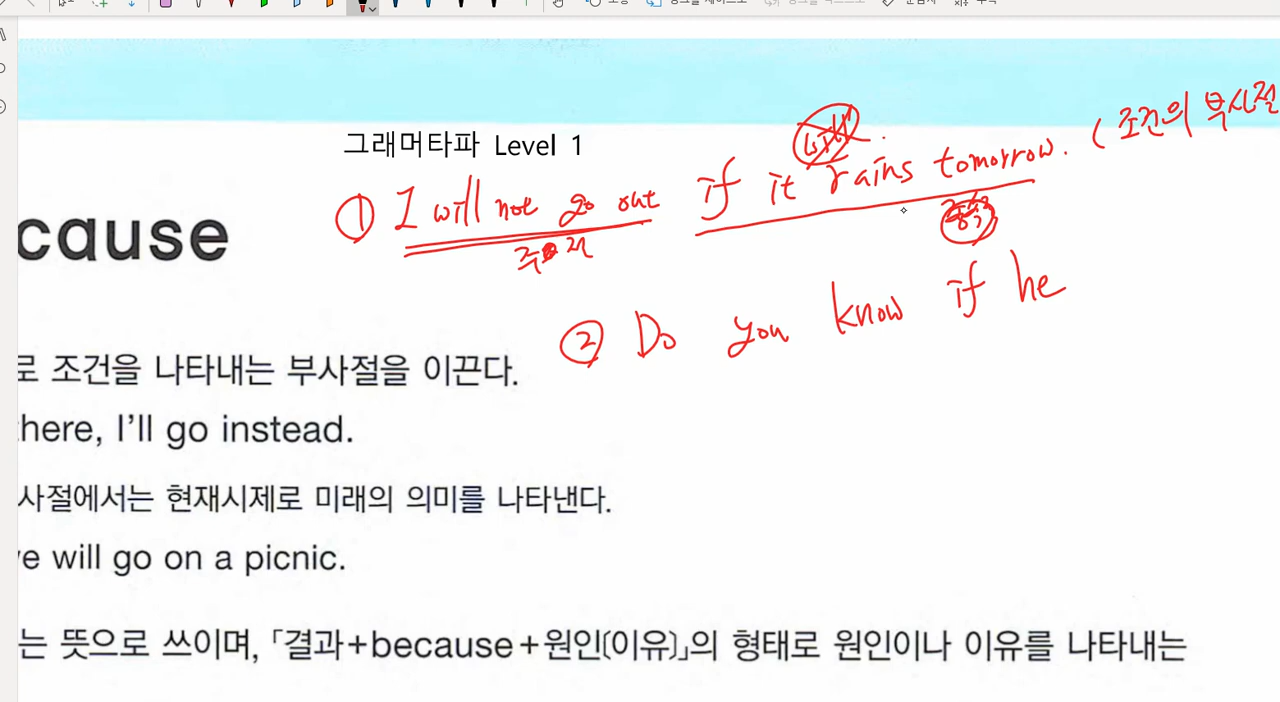 그래머타파 Level 1
will
① I will not go out if it rains tomorrow. (조건의 부사절
주절
② Do you know if he
cause
로 조건을 나타내는 부사절을 이끈다.
here, I'll go instead.
사절에서는 현재시제로 미래의 의미를 나타낸다.
e will go on a picnic.
는 뜻으로 쓰이며, 「결과+because+원인(이유)」의 형태로 원인이나 이유를 나타내는